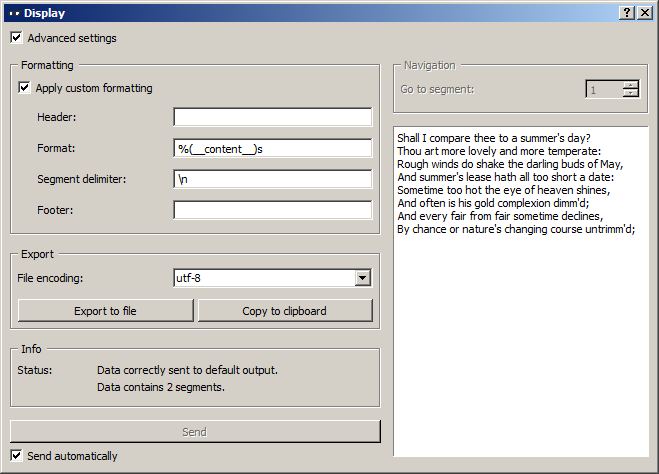 Display
Advanced settings
Formatting
Apply custom formatting
Header:
Format: %(__content__)s
Segment delimiter: \n
Footer:
Export
File encoding: utf-8
Export to file Copy to clipboard
Info
Status: Data correctly sent to default output.
Data contains 2 segments.
Send
Send automatically
Navigation
Go to segment: 1
Shall I compare thee to a summer's day?
Thou art more lovely and more temperate:
Rough winds do shake the darling buds of May,
And summer's lease hath all too short a date:
Sometime too hot the eye of heaven shines,
And often is his gold complexion dimm'd;
And every fair from fair sometime declines,
By chance or nature's changing course untrimm'd;